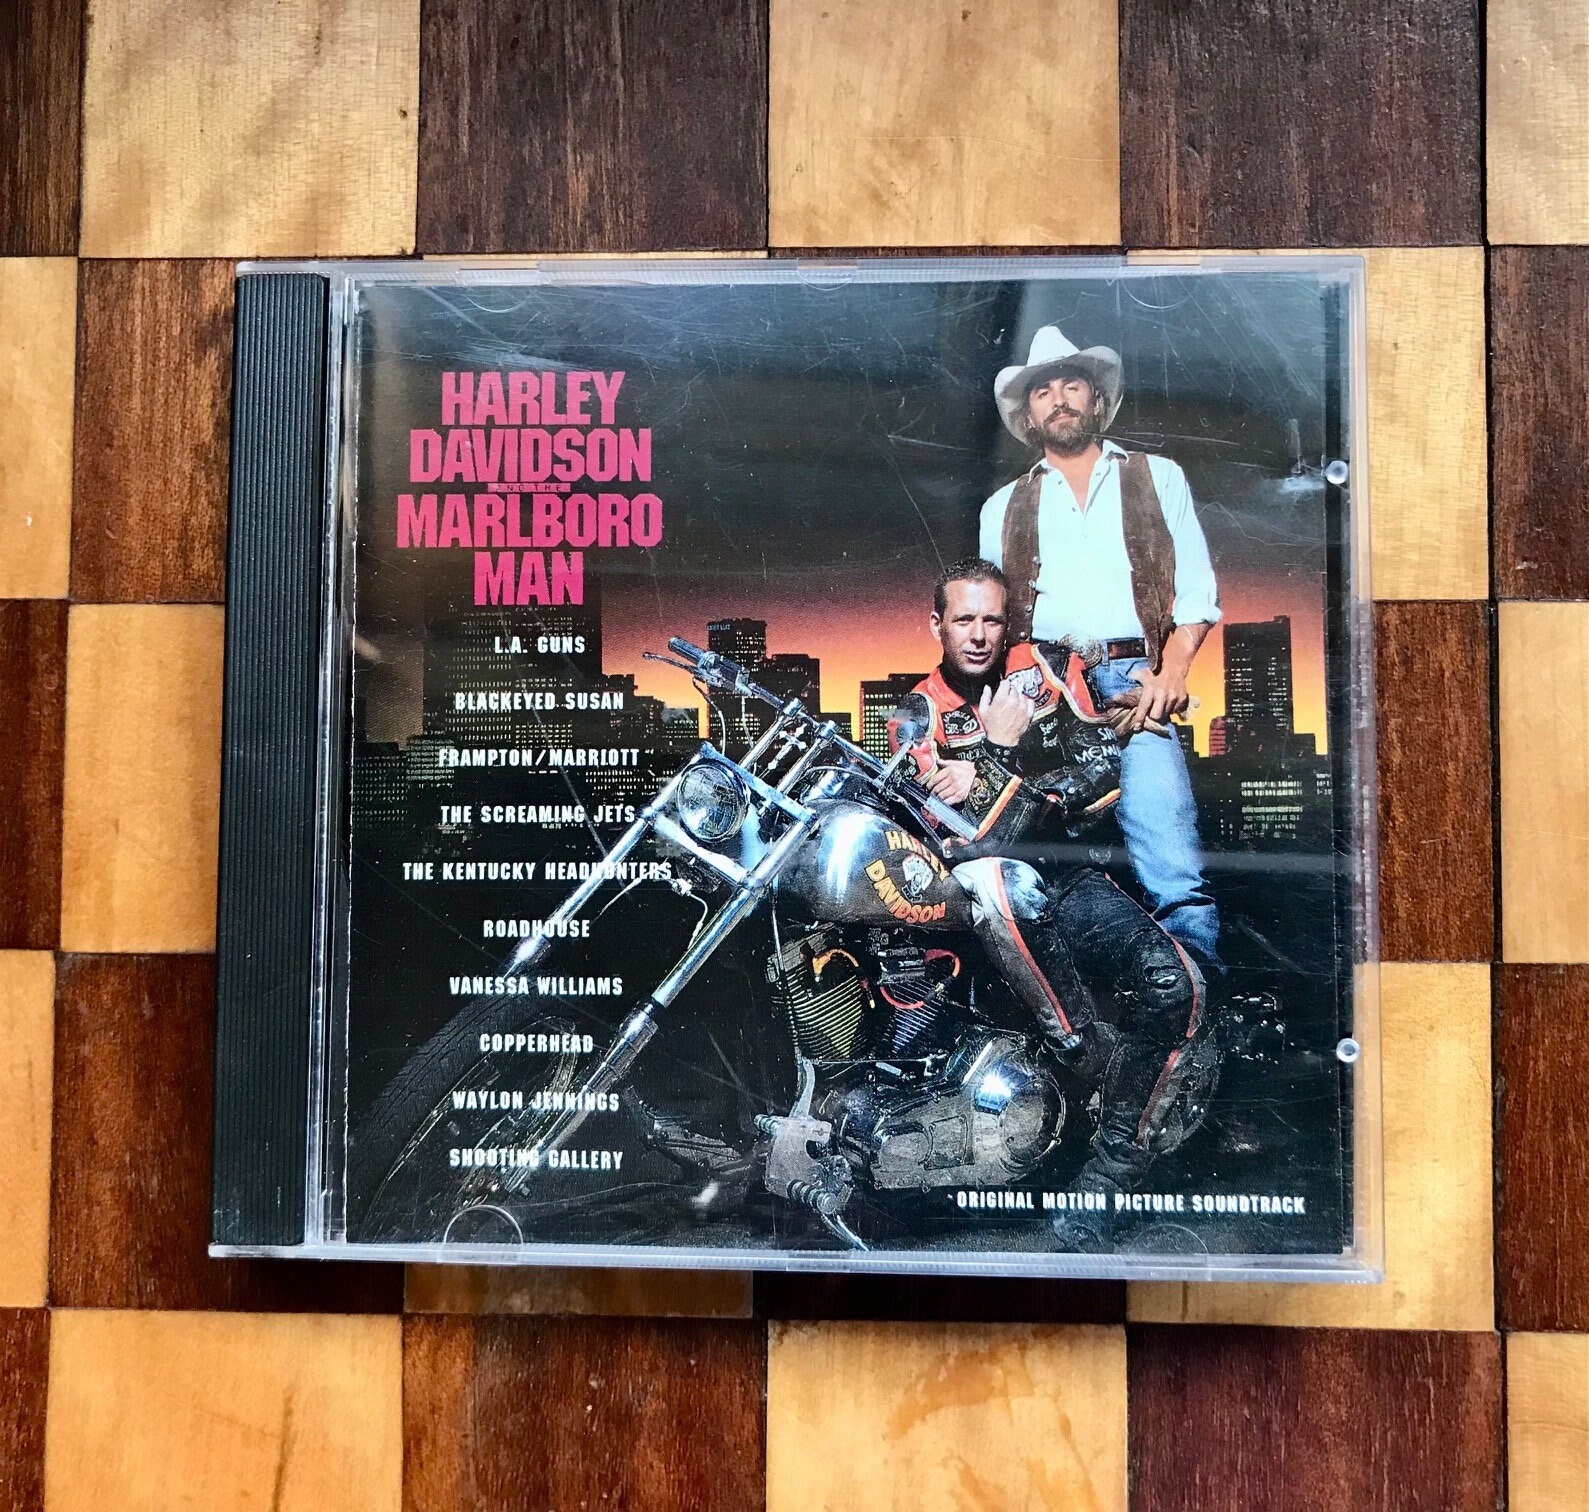 HARLEY
DAVIDSON
AND THE
MARLBORO
MAN
L.A. GUNS
BLACKEYED SUSAN
FRAMPTON/MARRIOTT
THE SCREAMING JETS
THE KENTUCKY HEADHUNTERS
ROADHOUSE
VANESSA WILLIAMS
COPPERHEAD
WAYLON JENNINGS
SHOOTING GALLERY
HARLEY
DAVIDSON
ORIGINAL MOTION PICTURE SOUNDTRACK